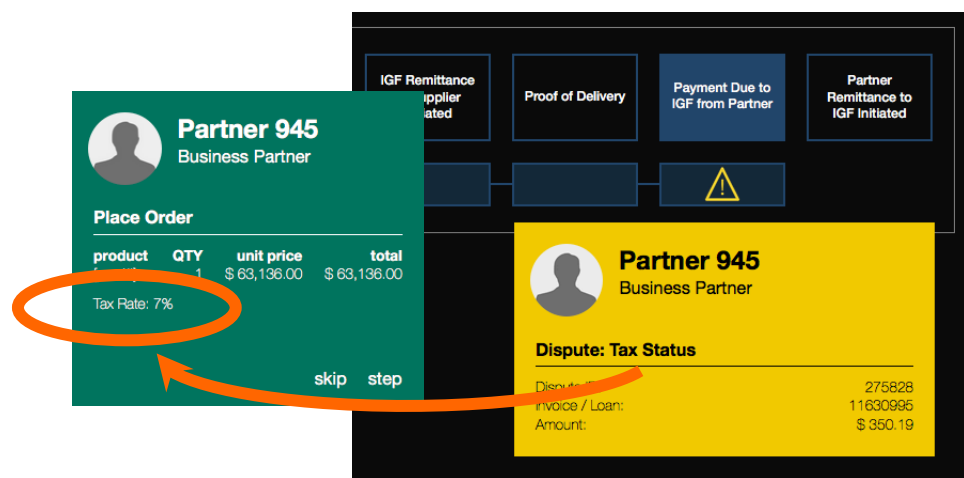 IGF Remittance
Proof of Delivery
Payment Due to
IGF from Partner
Partner
Remittance to
IGF Initiated
Partner 945
Business Partner
Place Order
product QTY unit price total
1 $ 63,136.00 $ 63,136.00
Tax Rate: 7%
skip step
Partner 945
Business Partner
Dispute: Tax Status
275828
Invoice / Loan: 11630995
Amount: $ 350.19